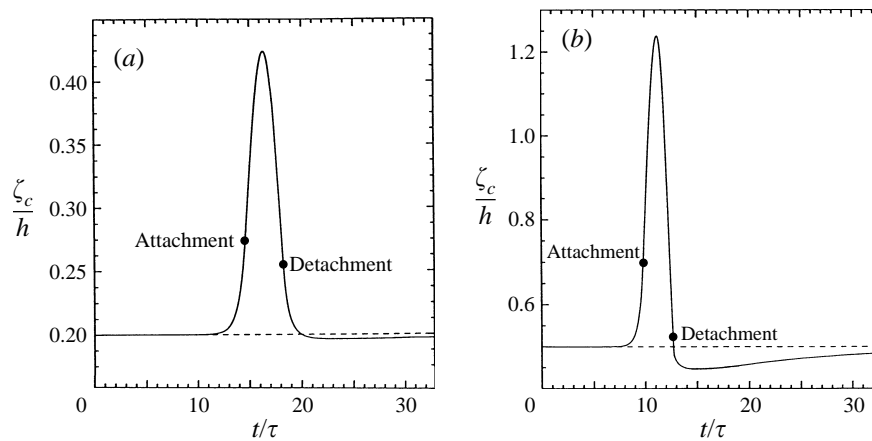 (a)
0.40
0.35
0.30
0.25
0.20
ζc
h
Attachment
Detachment
0 10 20 30
t/τ
(b)
1.2
1.0
0.8
0.6
ζc
h
Attachment
Detachment
0 10 20 30
t/τ